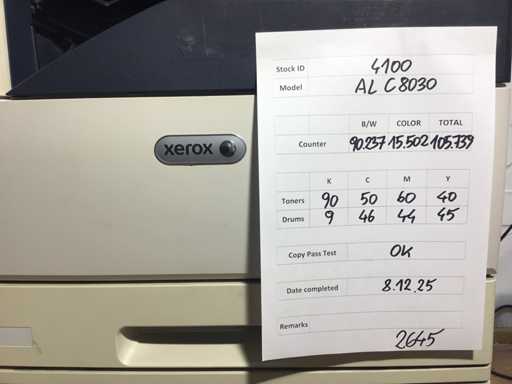 xerox
Stock ID 4100
Model AL C8030
B/W COLOR TOTAL
Counter 90.237 15.502 105.739
K C M Y
Toners 90 50 60 40
Drums 9 46 44 45
Copy Pass Test OK
Date completed 8.12.25
Remarks
2645